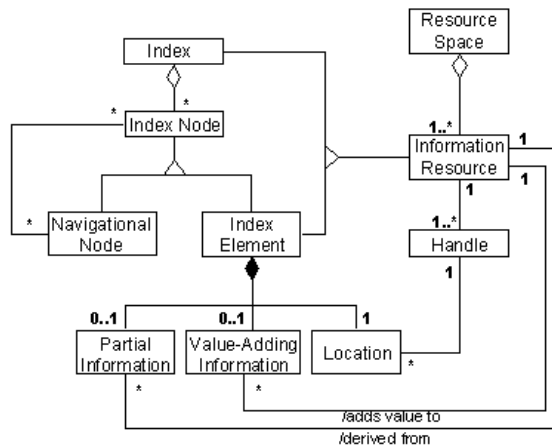 Index
Resource
Space
*
*
Index Node
1..*
1
Information
Resource
1
1
*
Navigational
Node
Index
Element
1..*
Handle
1
0..1
0..1
1
Partial
Information
Value-Adding
Information
Location
*
*
*
/adds value to
/derived from